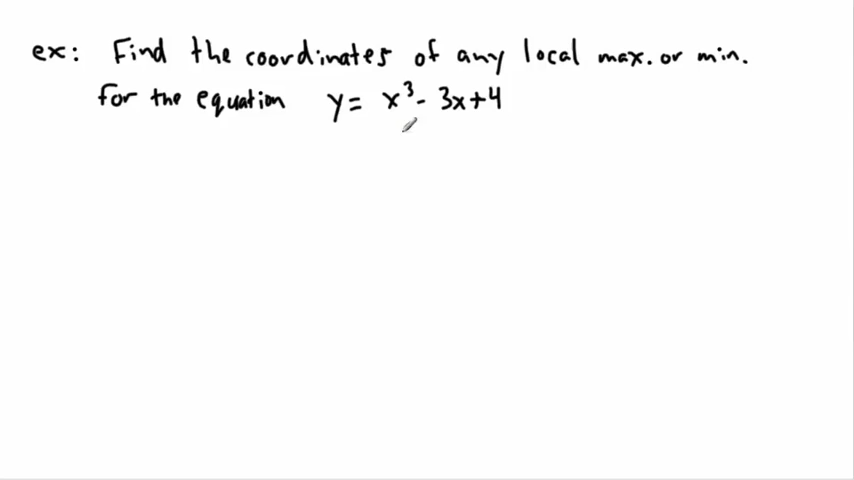 ex: Find the coordinates of any local max. or min.
for the equation y = x³ - 3x + 4